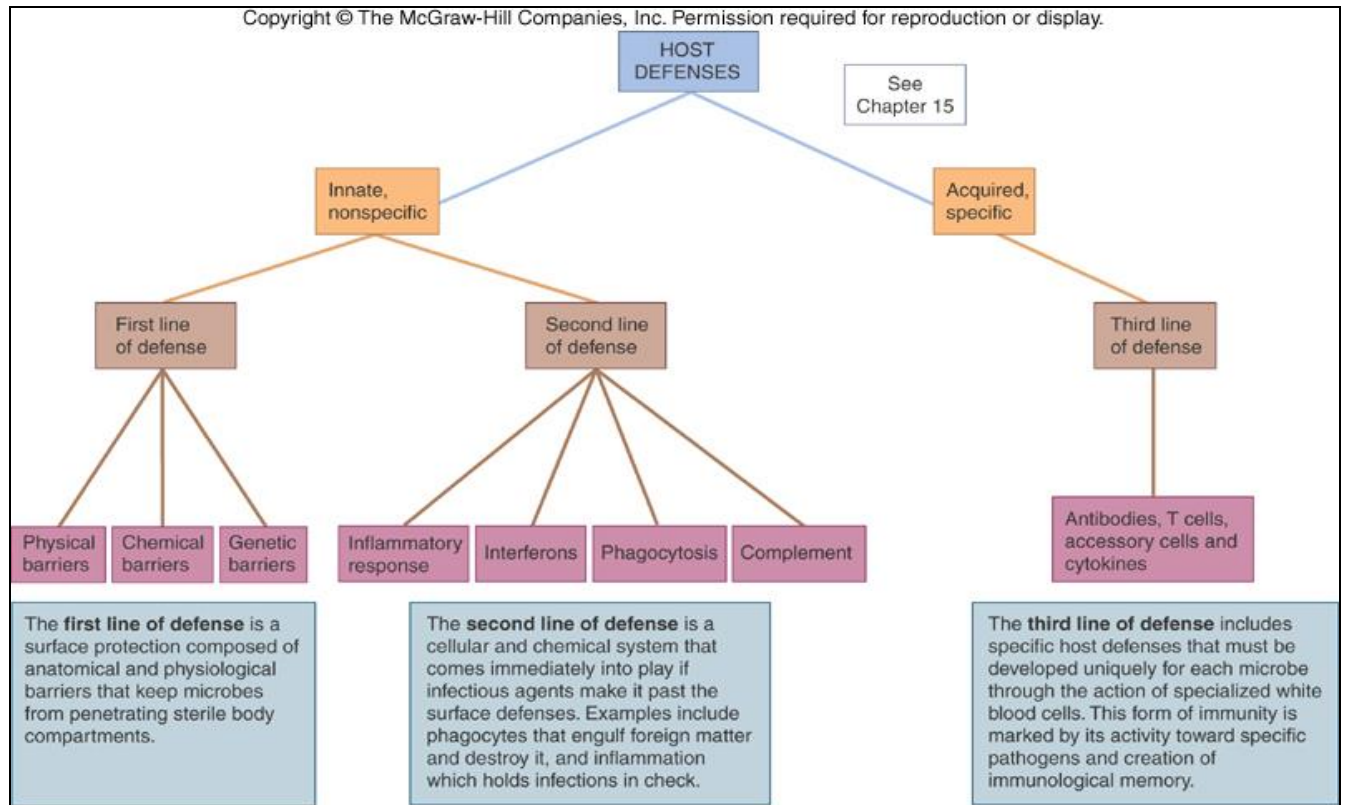 Copyright © The McGraw-Hill Companies, Inc. Permission required for reproduction or display.
HOST
DEFENSES
See
Chapter 15
Innate,
nonspecific
Acquired,
specific
First line
of defense
Second line
of defense
Third line
of defense
Physical
barriers
Chemical
barriers
Genetic
barriers
Inflammatory
response
Interferons
Phagocytosis
Complement
Antibodies, T cells,
accessory cells and
cytokines
The first line of defense is a
surface protection composed of
anatomical and physiological
barriers that keep microbes
from penetrating sterile body
compartments.
The second line of defense is a
cellular and chemical system that
comes immediately into play if
infectious agents make it past the
surface defenses. Examples include
phagocytes that engulf foreign matter
and destroy it, and inflammation
which holds infections in check.
The third line of defense includes
specific host defenses that must be
developed uniquely for each microbe
through the action of specialized white
blood cells. This form of immunity is
marked by its activity toward specific
pathogens and creation of
immunological memory.